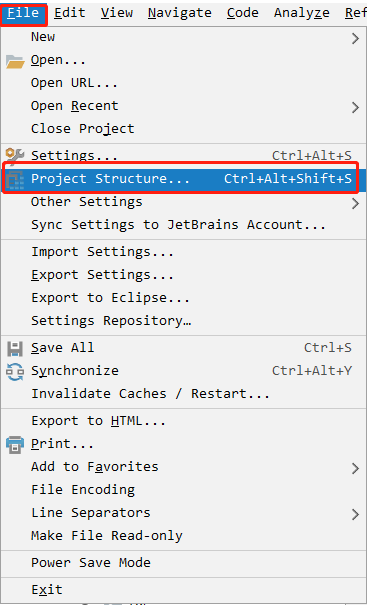 File Edit View Navigate Code Analyze Ref
New
Open...
Open URL...
Open Recent
Close Project
Settings... Ctrl+Alt+S
Project Structure... Ctrl+Alt+Shift+S
Other Settings
Sync Settings to JetBrains Account...
Import Settings...
Export Settings...
Export to Eclipse...
Settings Repository…
Save All Ctrl+S
Synchronize Ctrl+Alt+Y
Invalidate Caches / Restart...
Export to HTML...
Print...
Add to Favorites
File Encoding
Line Separators
Make File Read-only
Power Save Mode
Exit